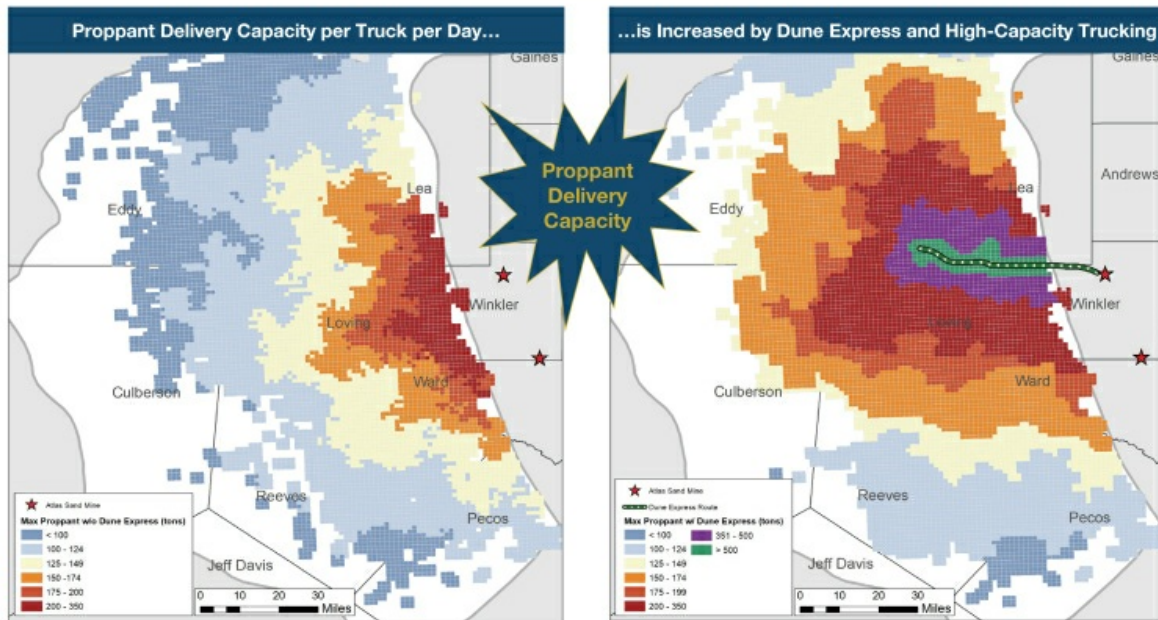 Proppant Delivery Capacity per Truck per Day…
…is Increased by Dune Express and High-Capacity Trucking
Proppant
Delivery
Capacity
Gaines
Lea
Eddy
Winkler
Loving
Ward
Culberson
Reeves
Pecos
Jeff Davis
Atlas Sand Mine
Max Proppant w/o Dune Express (tons)
< 100
100 - 124
125 - 149
150 -174
175 - 200
200 - 350
0 10 20 30
Miles
Gaines
Andrews
Lea
Eddy
Winkler
Loving
Ward
Culberson
Reeves
Pecos
Jeff Davis
Atlas Sand Mine
Dune Express Route
Max Proppant w/ Dune Express (tons)
< 100
100 - 124
125 - 149
150 - 174
175 - 199
200 - 350
351 - 500
> 500
0 10 20 30
Miles